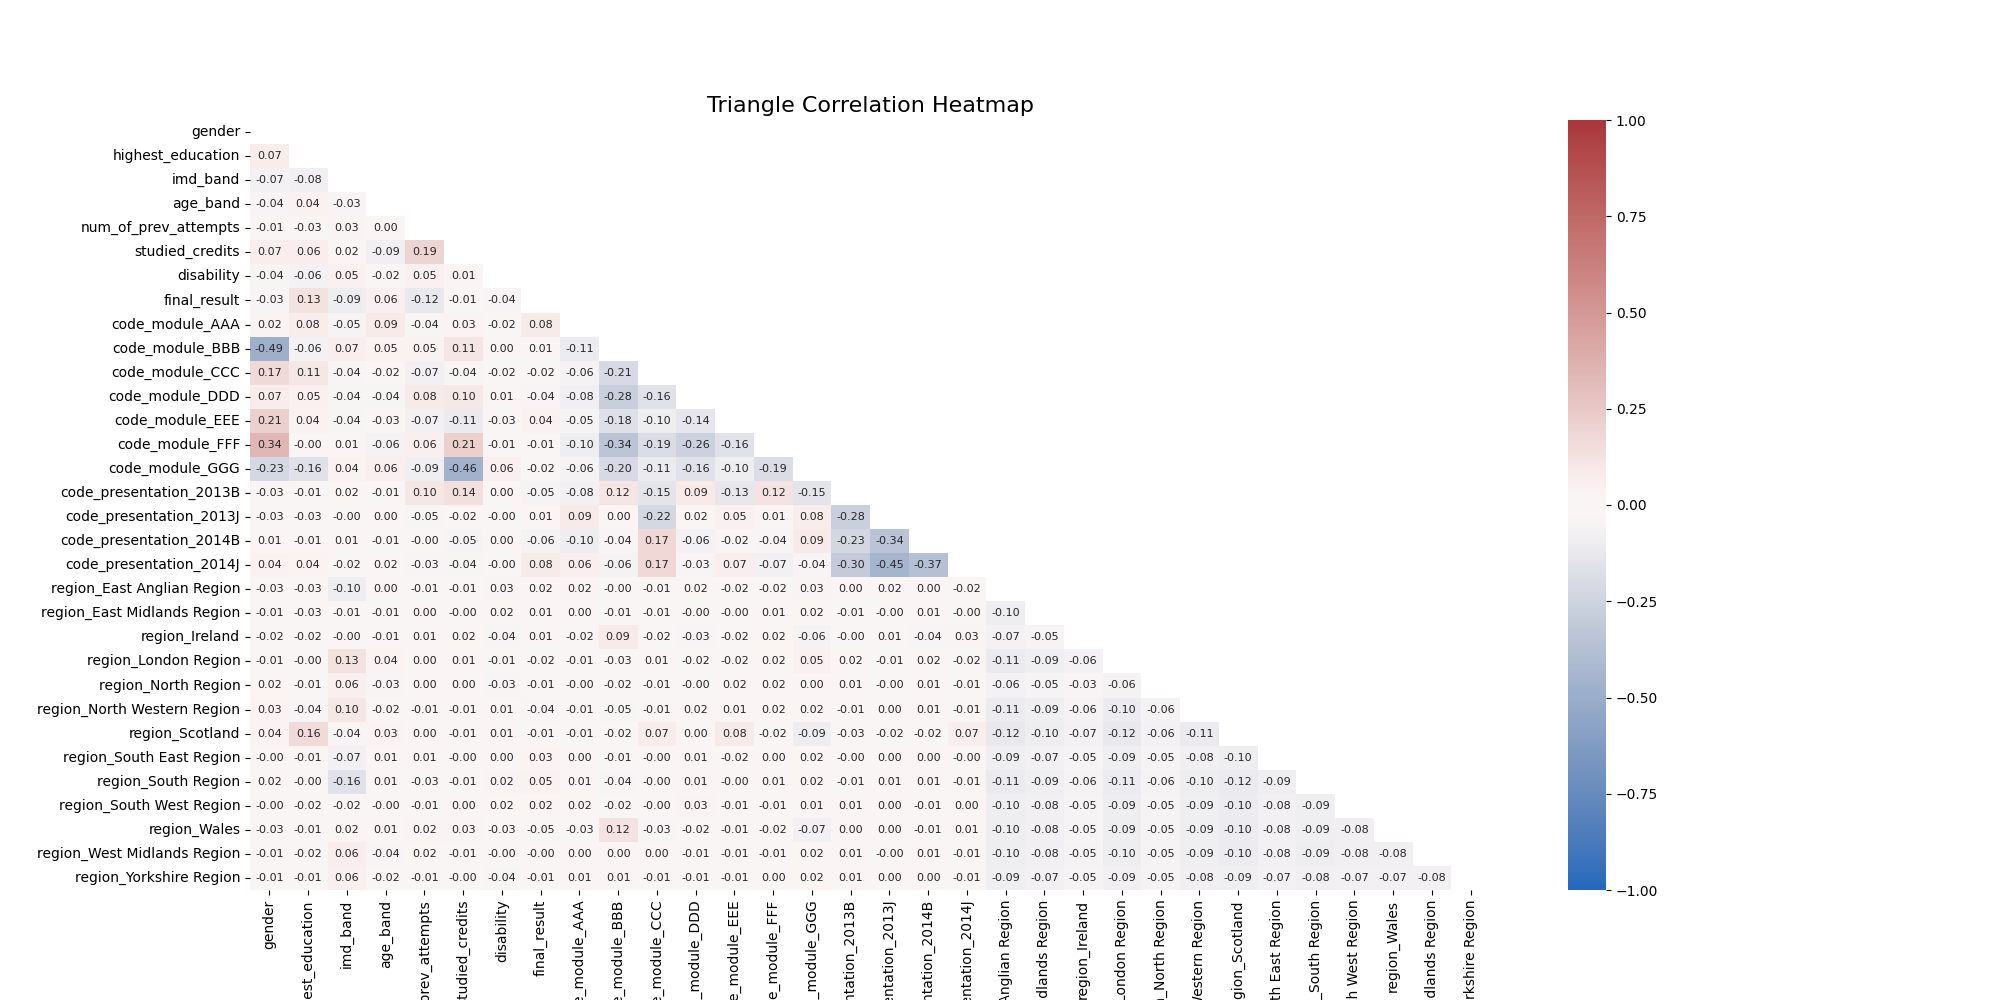 Triangle Correlation Heatmap
gender
highest_education 0.07
imd_band -0.07 -0.08
age_band -0.04 0.04 -0.03
num_of_prev_attempts -0.01 -0.03 0.03 0.00
studied_credits 0.07 0.06 0.02 -0.09 0.19
disability -0.04 -0.06 0.05 -0.02 0.05 0.01
final_result -0.03 0.13 -0.09 0.06 -0.12 -0.01 -0.04
code_module_AAA 0.02 0.08 -0.05 0.09 -0.04 0.03 -0.02 0.08
code_module_BBB -0.49 -0.06 0.07 0.05 0.05 0.11 0.00 0.01 -0.11
code_module_CCC 0.17 0.11 -0.04 -0.02 -0.07 -0.04 -0.02 -0.02 -0.06 -0.21
code_module_DDD 0.07 0.05 -0.04 -0.04 0.08 0.10 0.01 -0.04 -0.08 -0.28 -0.16
code_module_EEE 0.21 0.04 -0.04 -0.03 -0.07 -0.11 -0.03 0.04 -0.05 -0.18 -0.10 -0.14
code_module_FFF 0.34 -0.00 0.01 -0.06 0.06 0.21 -0.01 -0.01 -0.10 -0.34 -0.19 -0.26 -0.16
code_module_GGG -0.23 -0.16 0.04 0.06 -0.09 -0.46 0.06 -0.02 -0.06 -0.20 -0.11 -0.16 -0.10 -0.19
code_presentation_2013B -0.03 -0.01 0.02 -0.01 0.10 0.14 0.00 -0.05 -0.08 0.12 -0.15 0.09 -0.13 0.12 -0.15
code_presentation_2013J -0.03 -0.03 -0.00 0.00 -0.05 -0.02 -0.00 0.01 0.09 0.00 -0.22 0.02 0.05 0.01 0.08 -0.28
code_presentation_2014B 0.01 -0.01 0.01 -0.01 -0.00 -0.05 0.00 -0.06 -0.10 -0.04 0.17 -0.06 -0.02 -0.04 0.09 -0.23 -0.34
code_presentation_2014J 0.04 0.04 -0.02 0.02 -0.03 -0.04 -0.00 0.08 0.06 -0.06 0.17 -0.03 0.07 -0.07 -0.04 -0.30 -0.45 -0.37
region_East Anglian Region -0.03 -0.03 -0.10 0.00 -0.01 -0.01 0.03 0.02 0.02 -0.00 -0.01 0.02 -0.02 -0.02 0.03 0.00 0.02 0.00 -0.02
region_East Midlands Region -0.01 -0.03 -0.01 -0.01 0.00 -0.00 0.02 0.01 0.00 -0.01 -0.01 -0.00 -0.00 0.01 0.02 -0.01 -0.00 0.01 -0.00 -0.10
region_Ireland -0.02 -0.02 -0.00 -0.01 0.01 0.02 -0.04 0.01 -0.02 0.09 -0.02 -0.03 -0.02 0.02 -0.06 -0.00 0.01 -0.04 0.03 -0.07 -0.05
region_London Region -0.01 -0.00 0.13 0.04 0.00 0.01 -0.01 -0.02 -0.01 -0.03 0.01 -0.02 -0.02 0.02 0.05 0.02 -0.01 0.02 -0.02 -0.11 -0.09 -0.06
region_North Region 0.02 -0.01 0.06 -0.03 0.00 0.00 -0.03 -0.01 -0.00 -0.02 -0.01 -0.00 0.02 0.02 0.00 0.01 -0.00 0.01 -0.01 -0.06 -0.05 -0.03 -0.06
region_North Western Region 0.03 -0.04 0.10 -0.02 -0.01 -0.01 0.01 -0.04 -0.01 -0.05 -0.01 -0.02 0.01 0.02 0.02 -0.01 0.00 0.01 -0.01 -0.11 -0.09 -0.06 -0.10 -0.06
region_Scotland 0.04 0.16 -0.04 0.03 0.00 -0.01 0.01 -0.01 -0.01 -0.02 0.07 0.00 0.08 -0.02 -0.09 -0.03 -0.02 -0.02 0.07 -0.12 -0.10 -0.07 -0.12 -0.06 -0.11
region_South East Region -0.00 -0.01 -0.07 0.01 0.01 -0.00 0.00 0.03 0.00 -0.01 -0.00 0.01 -0.02 0.00 0.02 -0.00 0.00 0.00 -0.00 -0.09 -0.07 -0.05 -0.09 -0.05 -0.08 -0.10
region_South Region 0.02 -0.00 -0.16 0.01 -0.03 -0.01 0.02 0.05 0.01 -0.04 -0.00 0.01 -0.00 0.01 0.02 -0.01 0.01 0.01 -0.01 -0.11 -0.09 -0.06 -0.11 -0.06 -0.10 -0.12 -0.09
region_South West Region -0.00 -0.02 -0.02 -0.00 -0.01 0.00 0.02 0.02 0.02 -0.02 -0.00 0.03 -0.01 -0.01 0.01 0.01 0.00 -0.01 0.00 -0.10 -0.08 -0.05 -0.09 -0.05 -0.09 -0.10 -0.08 -0.09
region_Wales -0.03 -0.01 0.02 0.01 0.02 0.03 -0.03 -0.05 -0.03 0.12 -0.03 -0.02 -0.01 -0.02 -0.07 0.00 0.00 -0.01 0.01 -0.10 -0.08 -0.05 -0.09 -0.05 -0.09 -0.10 -0.08 -0.09 -0.08
region_West Midlands Region -0.01 -0.02 0.06 -0.04 0.02 -0.01 -0.00 -0.00 0.00 0.00 0.00 -0.01 -0.01 -0.01 0.02 0.01 -0.00 0.01 -0.01 -0.10 -0.08 -0.05 -0.10 -0.05 -0.09 -0.10 -0.08 -0.09 -0.08 -0.08
region_Yorkshire Region -0.01 -0.01 0.06 -0.02 -0.01 -0.00 -0.04 -0.01 0.01 0.01 -0.01 -0.01 -0.01 0.00 0.02 -0.01 0.00 0.00 -0.01 -0.09 -0.07 -0.05 -0.09 -0.05 -0.08 -0.09 -0.07 -0.08 -0.07 -0.07 -0.08
gender
est_education
imd_band
age_band
prev_attempts
tudied_credits
disability
final_result
e_module_AAA
e_module_BBB
e_module_CCC
_module_DDD
e_module_EEE
e_module_FFF
_module_GGG
ntation_2013B
entation_2013J
ntation_2014B
entation_2014J
Anglian Region
dlands Region
region_Ireland
London Region
_North Region
Western Region
gion_Scotland
th East Region
_South Region
h West Region
region_Wales
dlands Region
rkshire Region
1.00
0.75
0.50
0.25
0.00
−0.25
−0.50
−0.75
−1.00